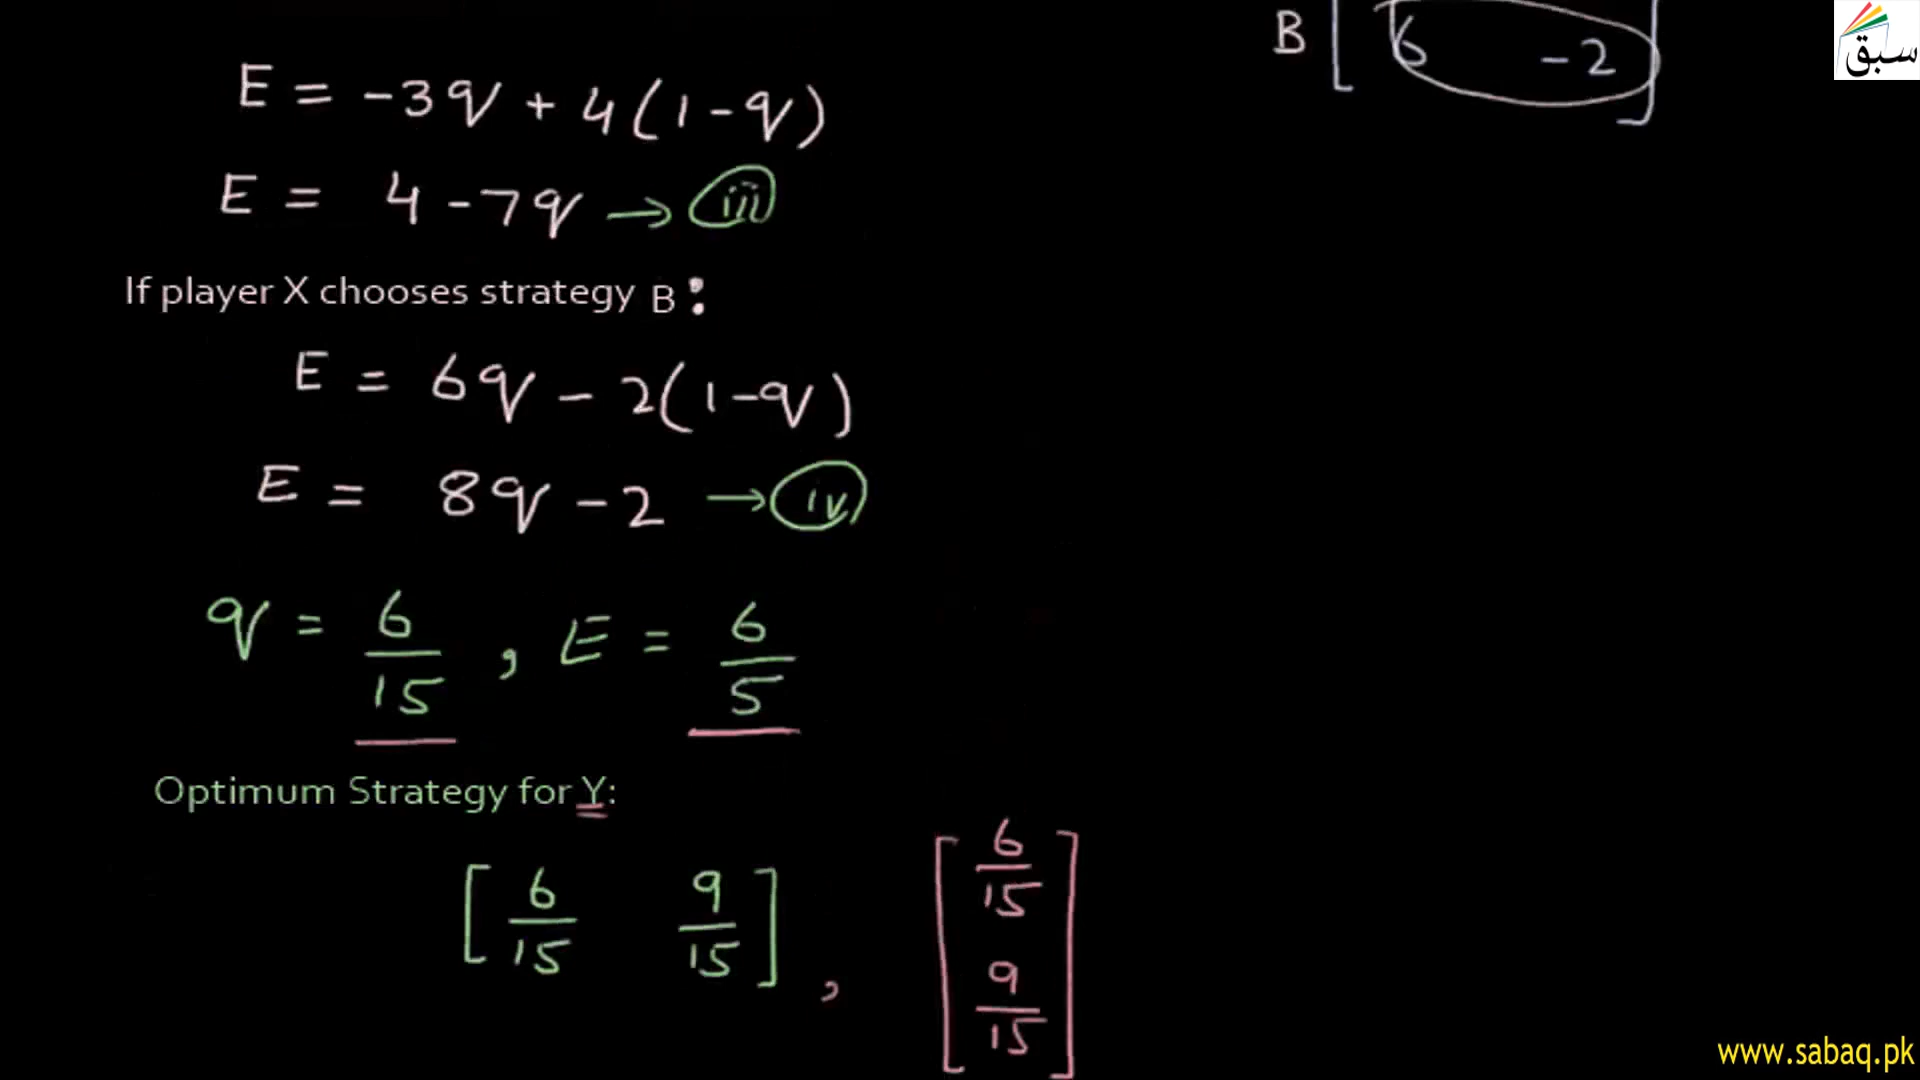 B [ 6 -2 ]
سبق
E = -3q + 4(1-q)
E = 4 - 7q → iii
If player X chooses strategy B :
E = 6q - 2(1-q)
E = 8q - 2 → iv
q = 6/15 , E = 6/5
Optimum Strategy for Y:
[ 6/15 9/15 ] , [ 6/15
9/15 ]
www.sabaq.pk